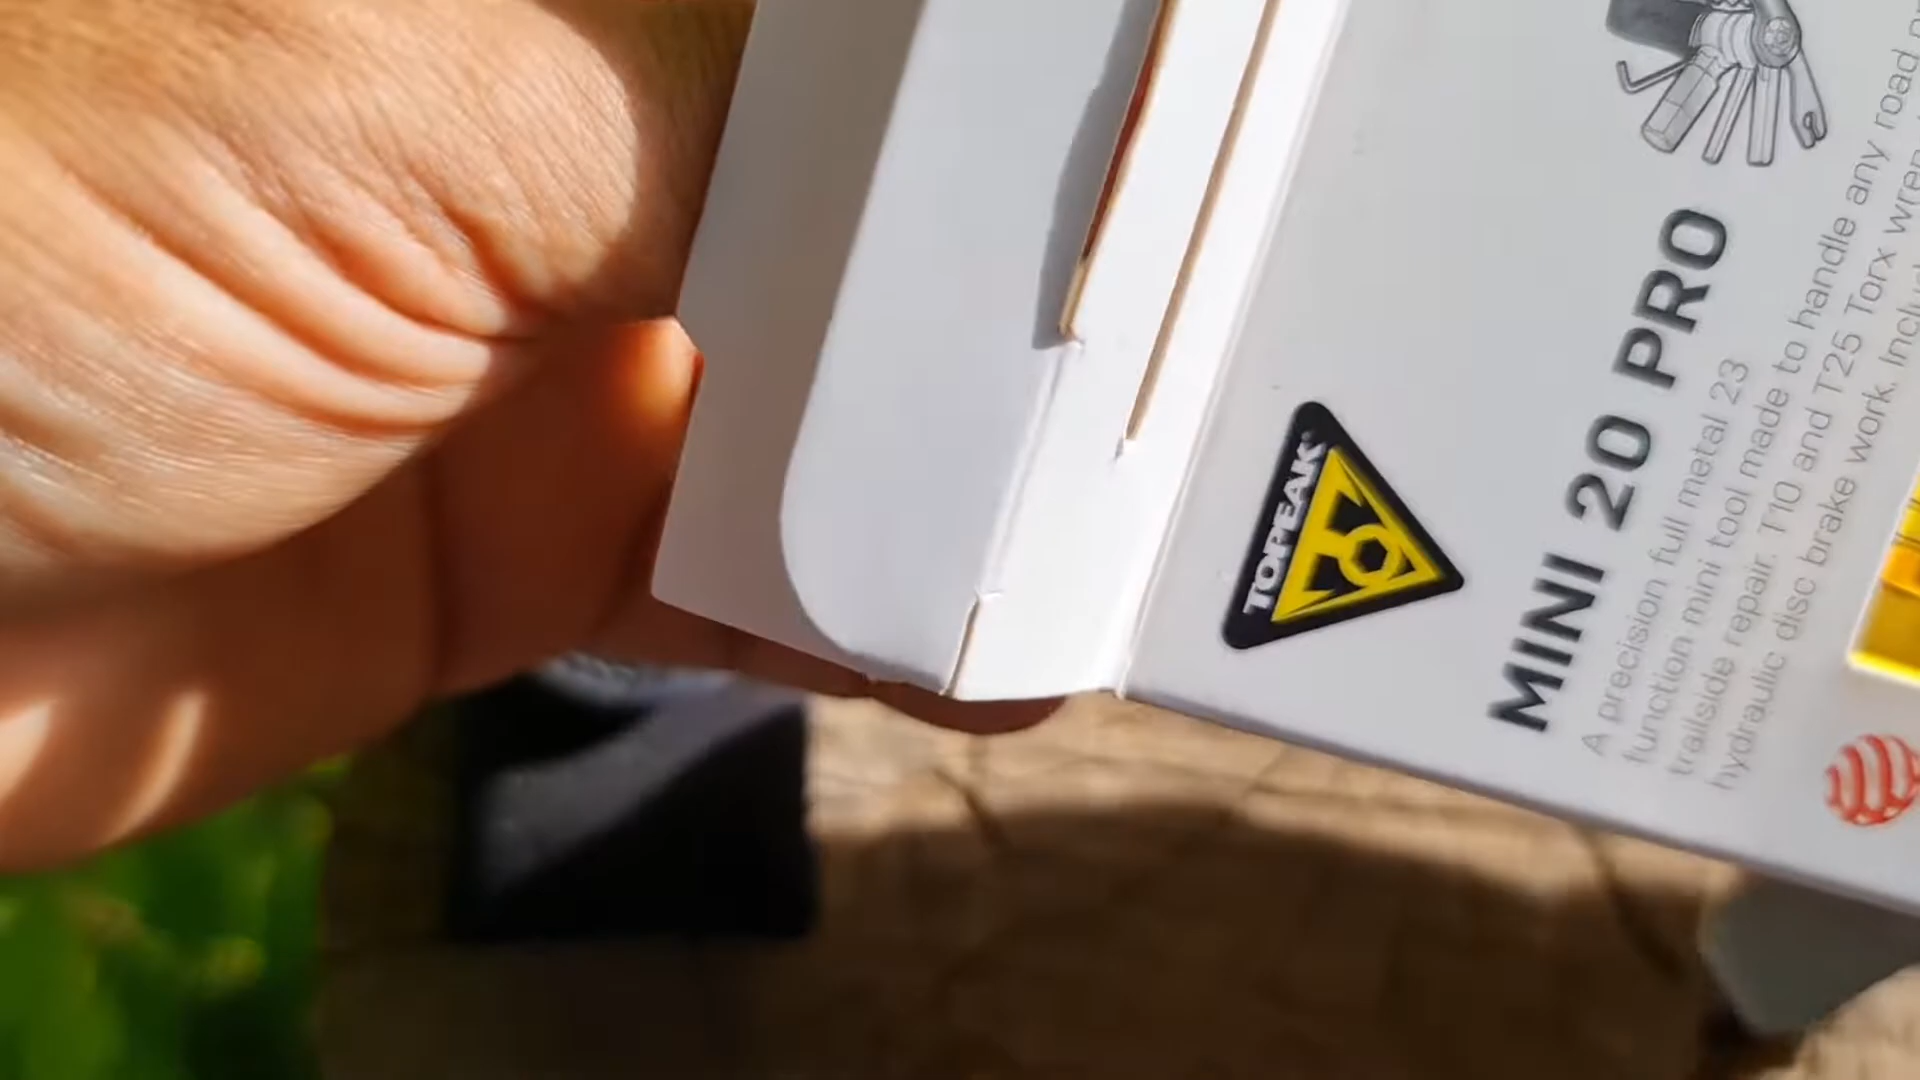 TOPEAK
MINI 20 PRO
A precision full metal 23
function mini tool made to handle any road
trailside repair. T10 and T25 Torx
hydraulic disc brake work.